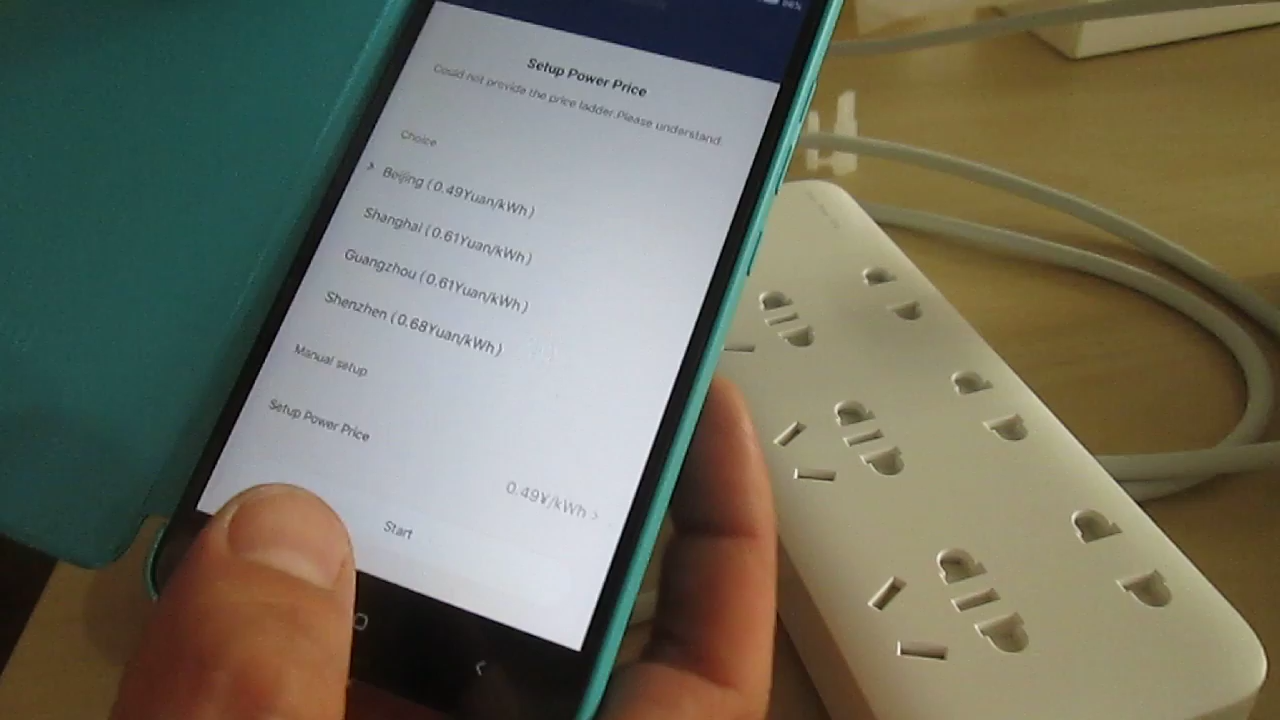 Setup Power Price
Could not provide the price ladder.Please understand.
Choice
Beijing (0.49Yuan/kWh)
Shanghai (0.61Yuan/kWh)
Guangzhou (0.61Yuan/kWh)
Shenzhen (0.68Yuan/kWh)
Manual setup
Setup Power Price
0.49¥/kWh >
Start